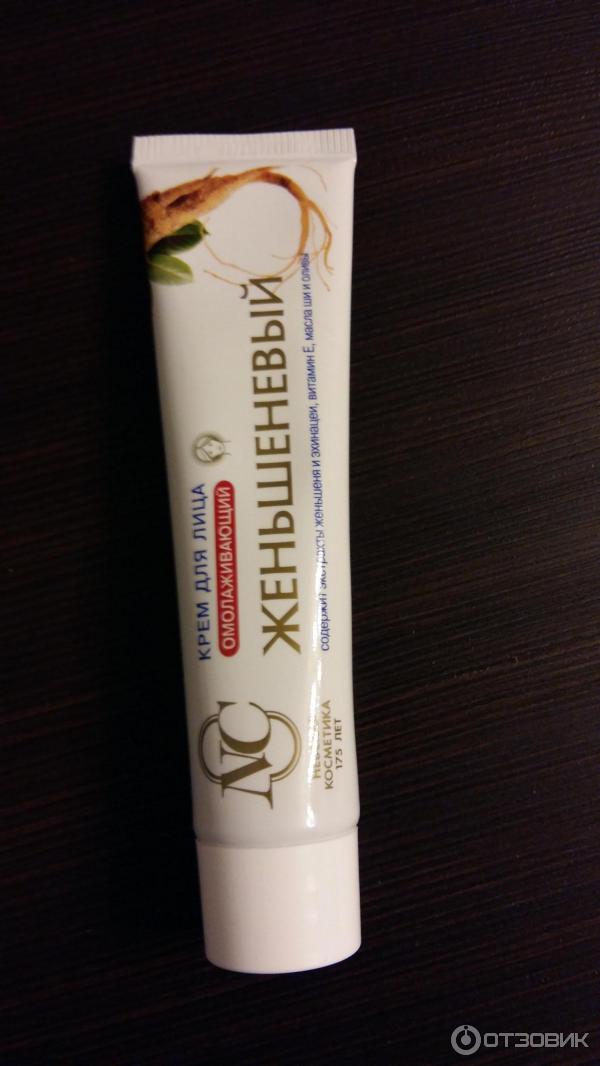 КРЕМ ДЛЯ ЛИЦА
ОМОЛАЖИВАЮЩИЙ
ЖЕНЬШЕНЕВЫЙ
содержит экстракты женьшеня и эхинацеи, витамин Е, масла ши и оливы
NC
КОСМЕТИКА
175 ЛЕТ
ОТЗОВИК